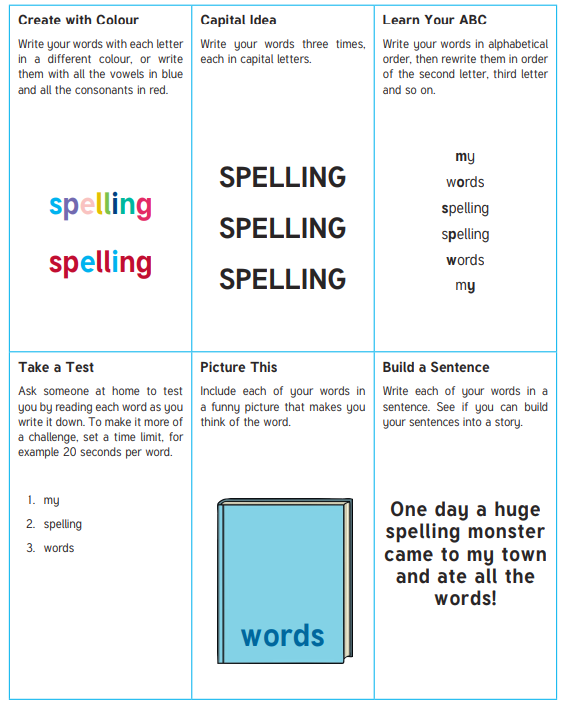 Create with Colour
Write your words with each letter
in a different colour, or write
them with all the vowels in blue
and all the consonants in red.
spelling
spelling
Capital Idea
Write your words three times,
each in capital letters.
SPELLING
SPELLING
SPELLING
Learn Your ABC
Write your words in alphabetical
order, then rewrite them in order
of the second letter, third letter
and so on.
my
words
spelling
spelling
words
my
Take a Test
Ask someone at home to test
you by reading each word as you
write it down. To make it more of
a challenge, set a time limit, for
example 20 seconds per word.
1. my
2. spelling
3. words
Picture This
Include each of your words in
a funny picture that makes you
think of the word.
words
Build a Sentence
Write each of your words in a
sentence. See if you can build
your sentences into a story.
One day a huge
spelling monster
came to my town
and ate all the
words!